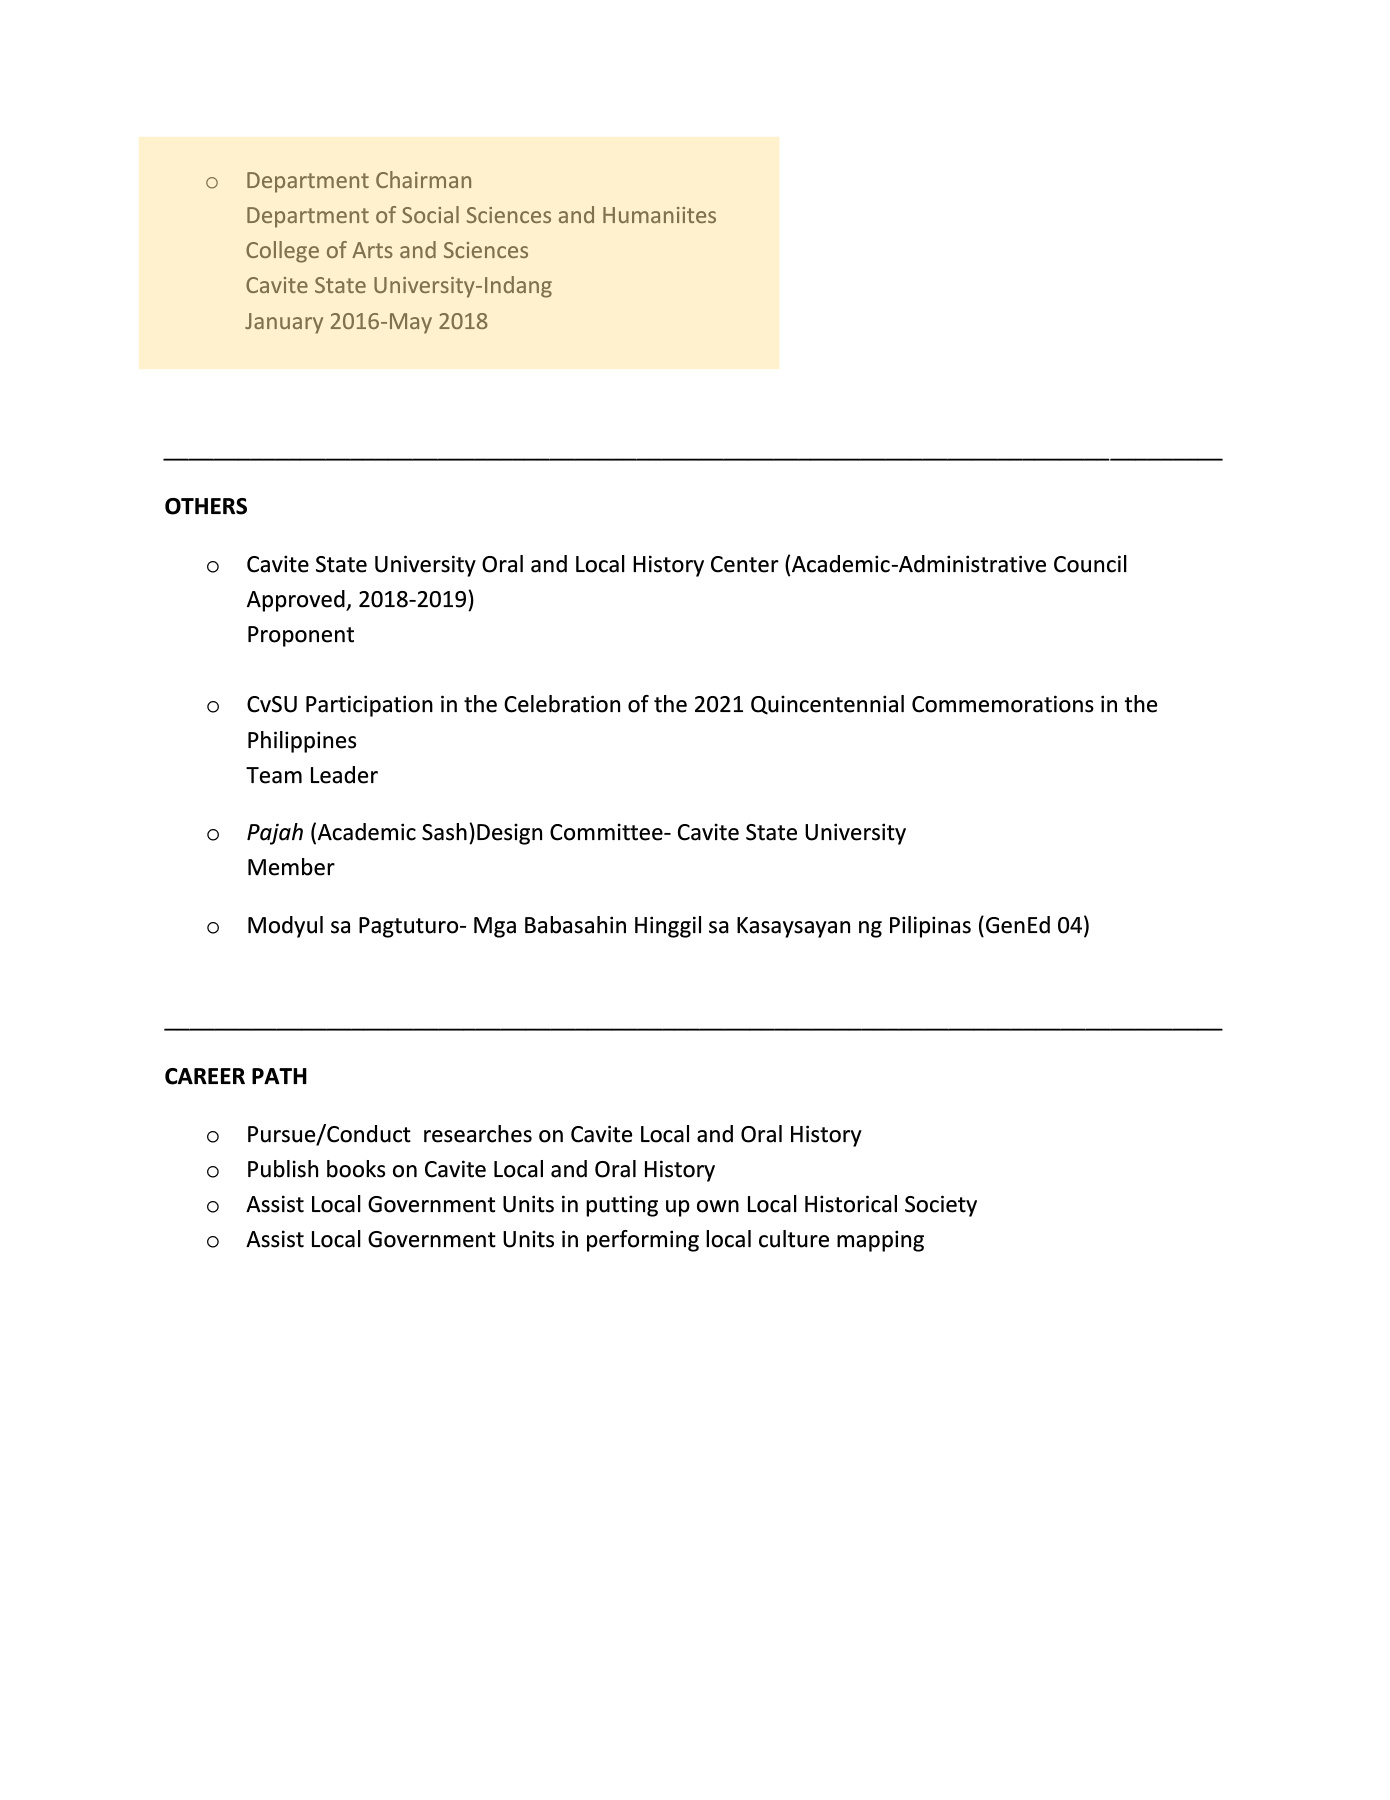 o Department Chairman
Department of Social Sciences and Humaniites
College of Arts and Sciences
Cavite State University-Indang
January 2016-May 2018
OTHERS
o Cavite State University Oral and Local History Center (Academic-Administrative Council
Approved, 2018-2019)
Proponent
o CvSU Participation in the Celebration of the 2021 Quincentennial Commemorations in the
Philippines
Team Leader
o Pajah (Academic Sash)Design Committee- Cavite State University
Member
o Modyul sa Pagtuturo- Mga Babasahin Hinggil sa Kasaysayan ng Pilipinas (GenEd 04)
CAREER PATH
o Pursue/Conduct  researches on Cavite Local and Oral History
o Publish books on Cavite Local and Oral History
o Assist Local Government Units in putting up own Local Historical Society
o Assist Local Government Units in performing local culture mapping